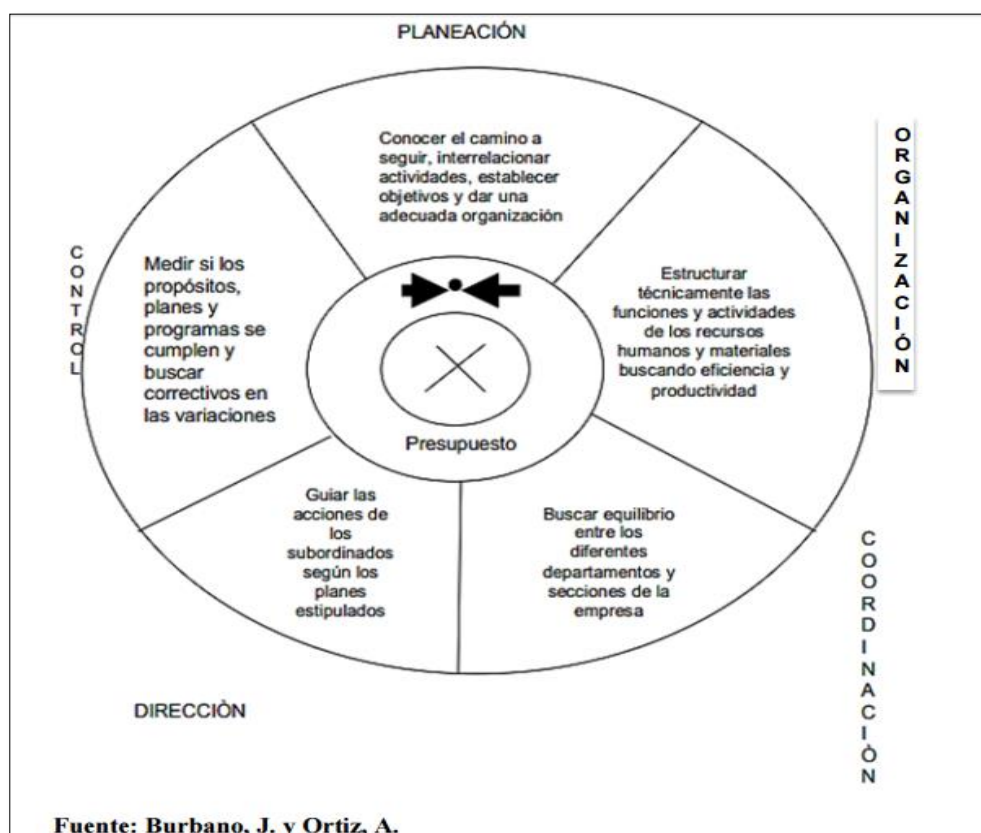 PLANEACIÓN
Conocer el camino a
seguir, interrelacionar
actividades, establecer
objetivos y dar una
adecuada organización
ORGANIZACIÓN
Estructurar
técnicamente las
funciones y actividades
de los recursos
humanos y materiales
buscando eficiencia y
productividad
CONTROL
Medir si los
propósitos,
planes y
programas se
cumplen y
buscar
correctivos en
las variaciones
Presupuesto
Guiar las
acciones de
los
subordinados
según los
planes
estipulados
Buscar equilibrio
entre los
diferentes
departamentos y
secciones de la
empresa
COORDINACIÒN
DIRECCIÒN
Fuente: Burbano, J. y Ortiz, A.